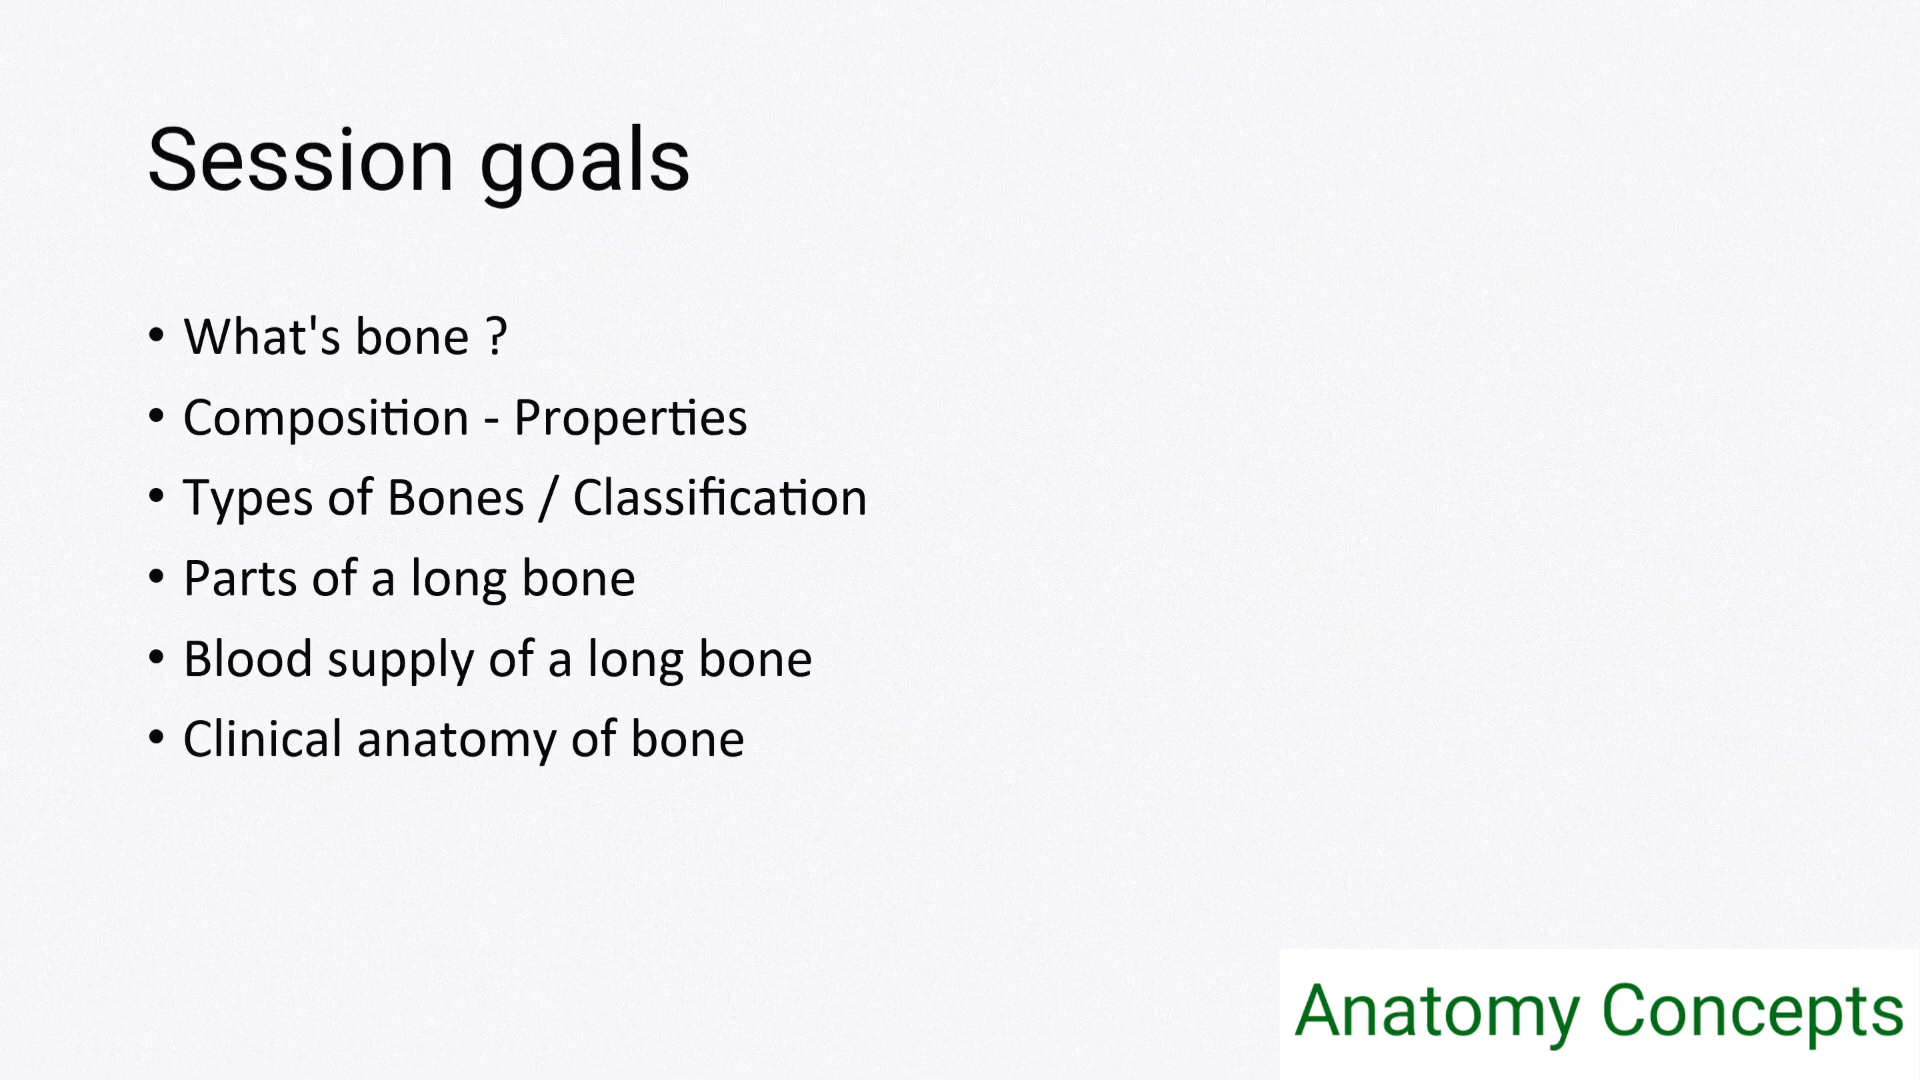 Session goals
• What's bone ?
• Composition - Properties
• Types of Bones / Classification
• Parts of a long bone
• Blood supply of a long bone
• Clinical anatomy of bone
Anatomy Concepts